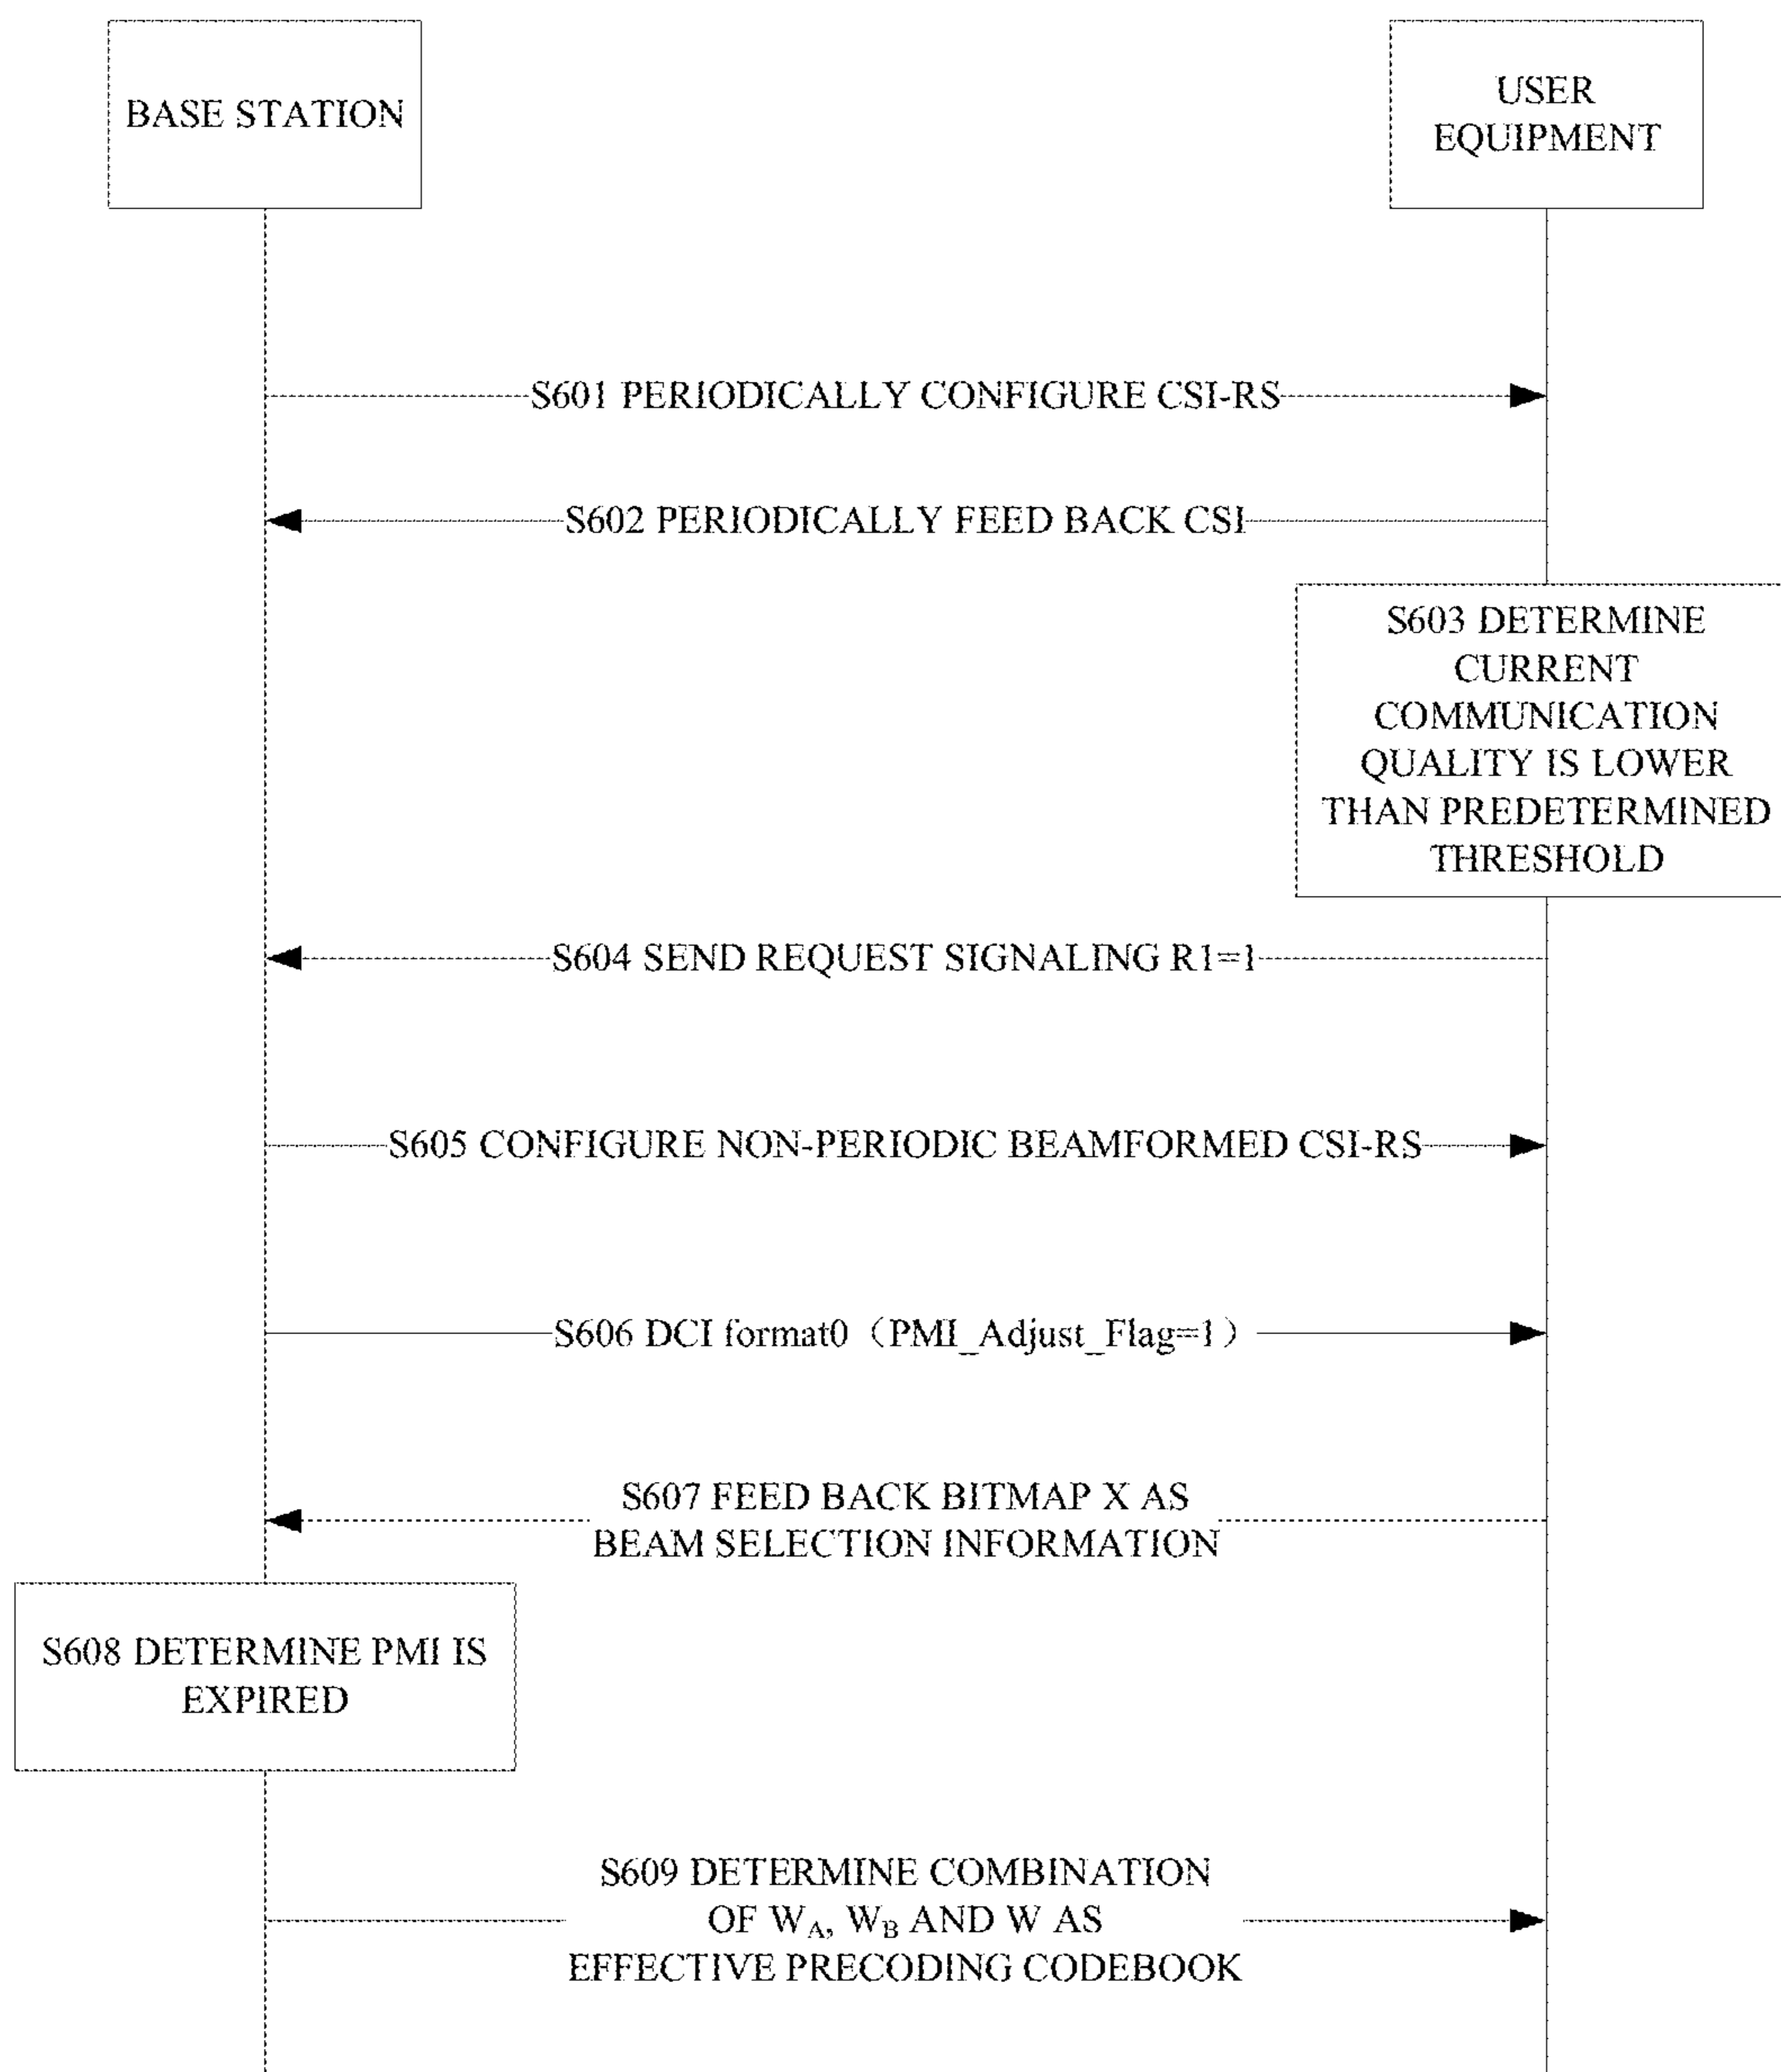 BASE STATION
USER
EQUIPMENT
S601 PERIODICALLY CONFIGURE CSI-RS
S602 PERIODICALLY FEED BACK CSI
S603 DETERMINE
CURRENT
COMMUNICATION
QUALITY IS LOWER
THAN PREDETERMINED
THRESHOLD
S604 SEND REQUEST SIGNALING R1=1
S605 CONFIGURE NON-PERIODIC BEAMFORMED CSI-RS
S606 DCI format0（PMI_Adjust_Flag=1）
S607 FEED BACK BITMAP X AS
BEAM SELECTION INFORMATION
S608 DETERMINE PMI IS
EXPIRED
S609 DETERMINE COMBINATION
OF W_A, W_B AND W AS
EFFECTIVE PRECODING CODEBOOK